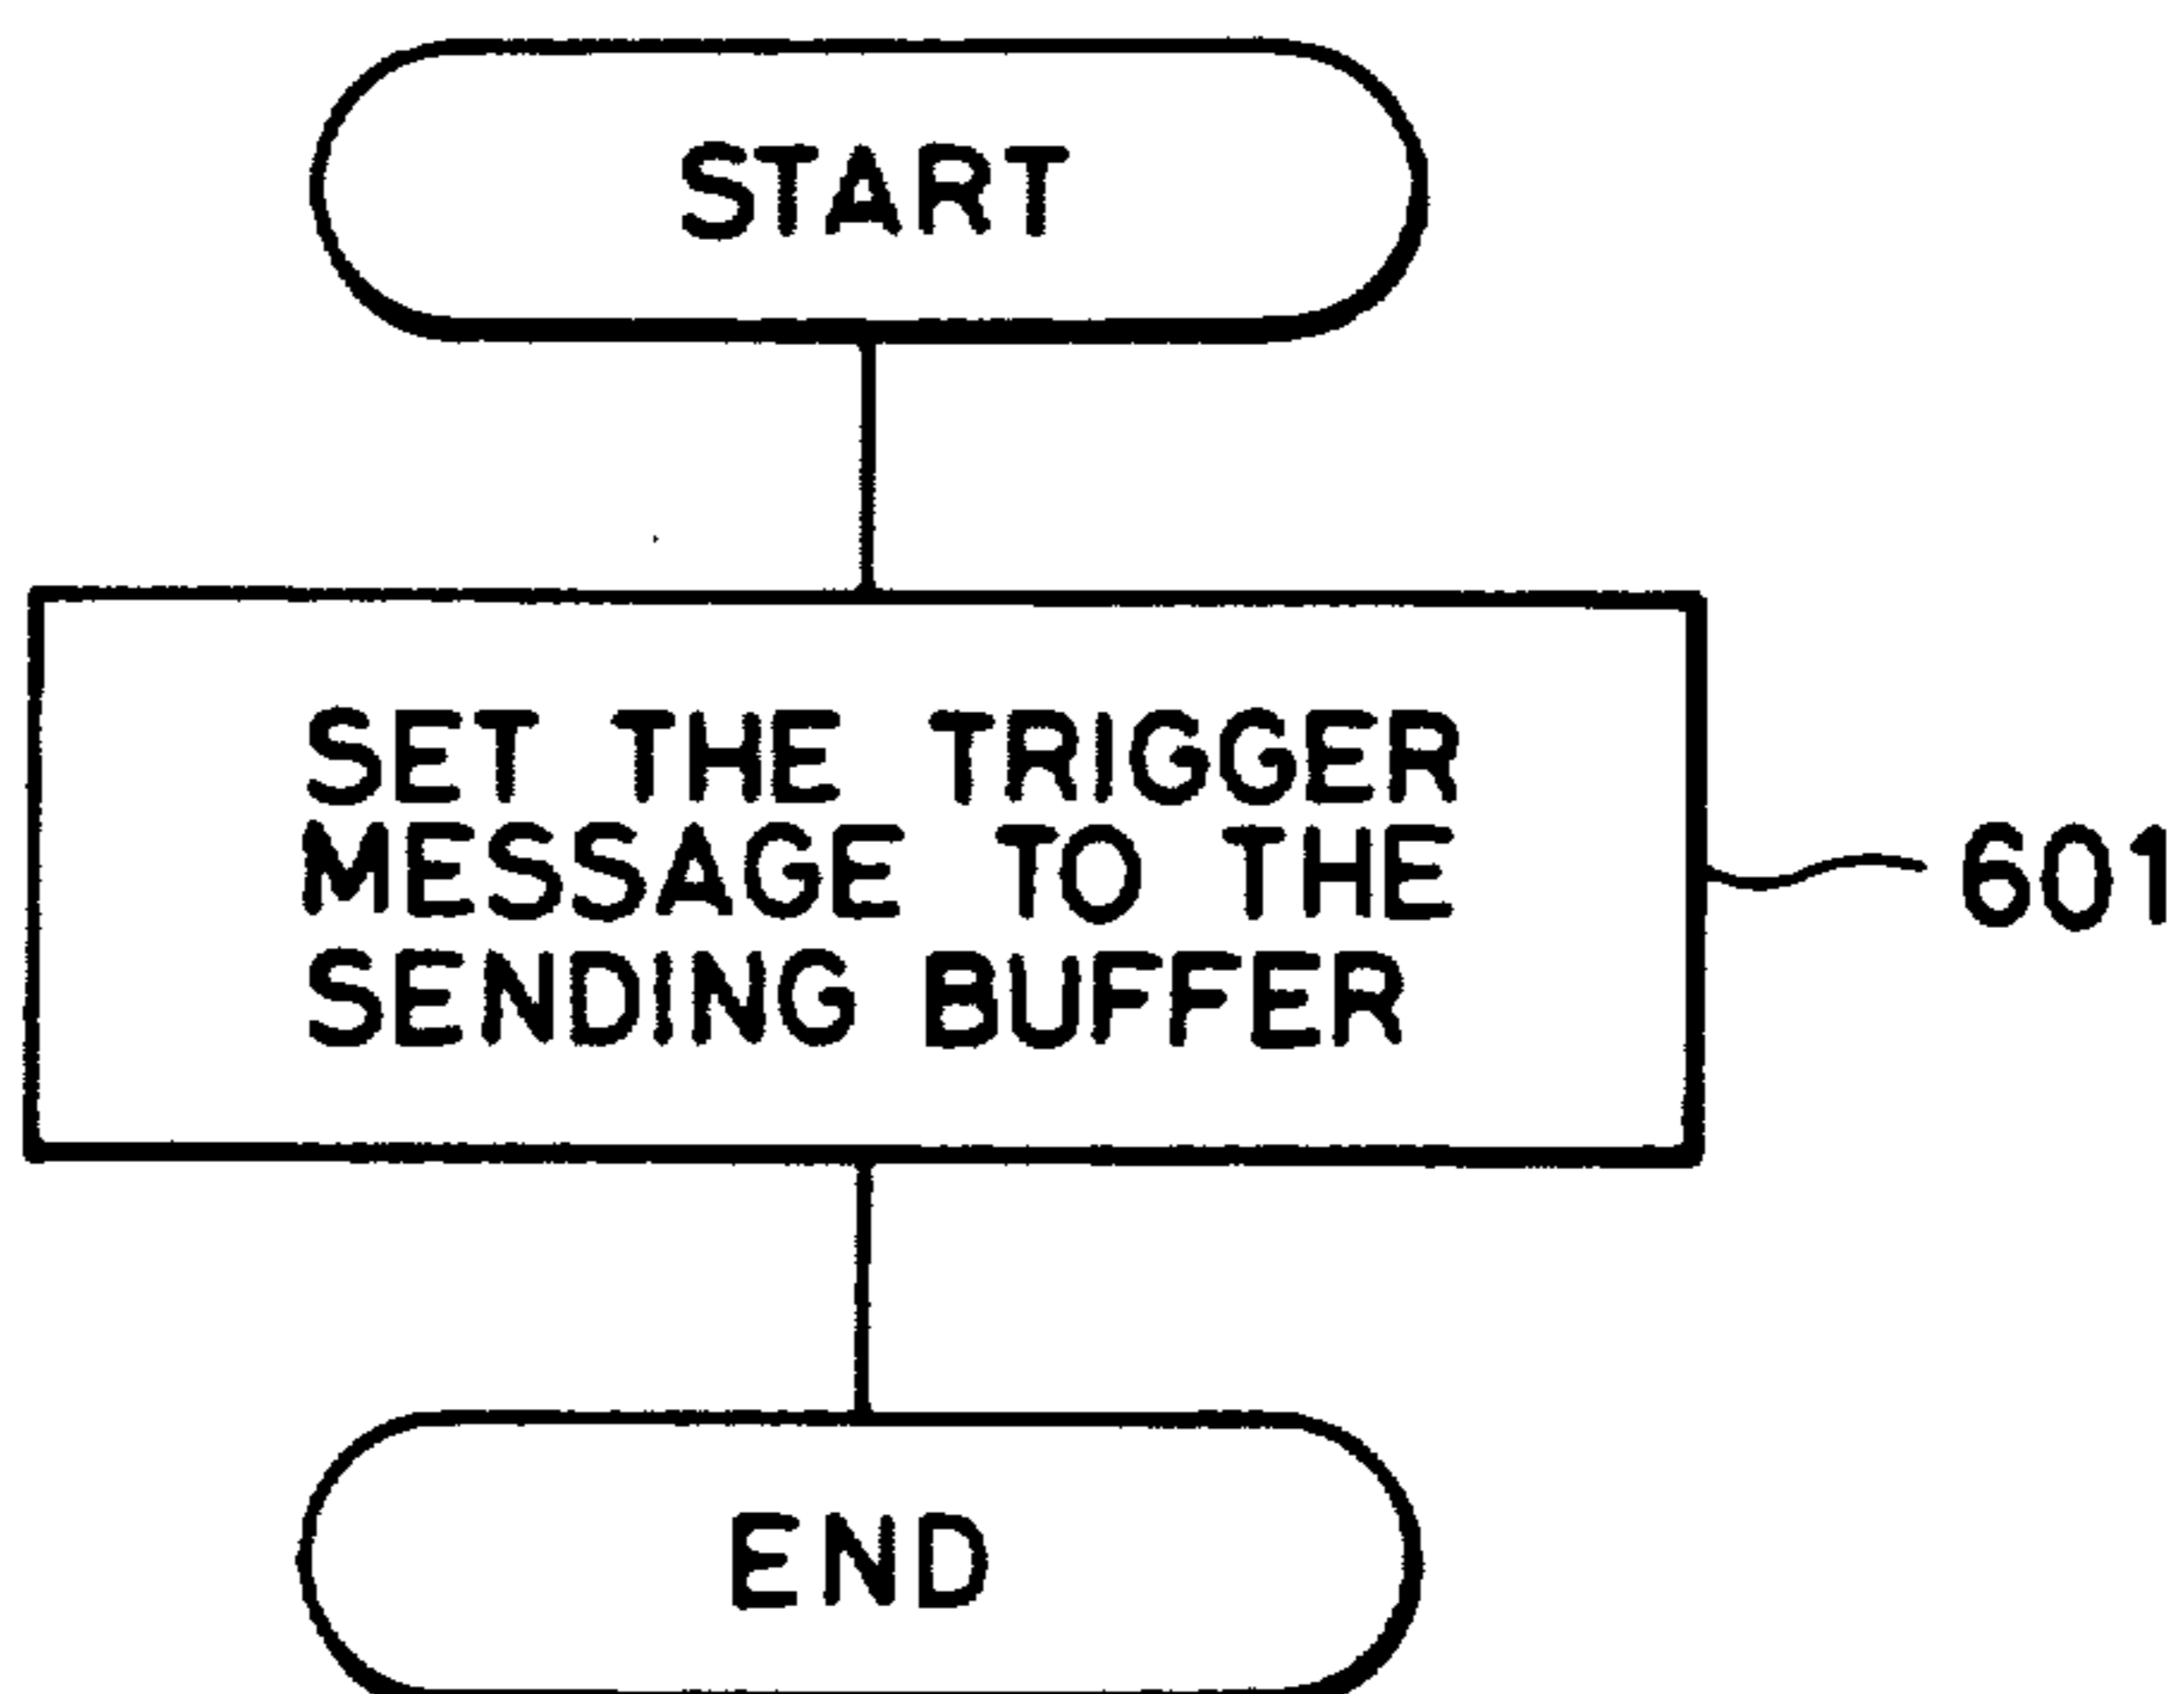 START
SET THE TRIGGER
MESSAGE TO THE
SENDING BUFFER
601
END